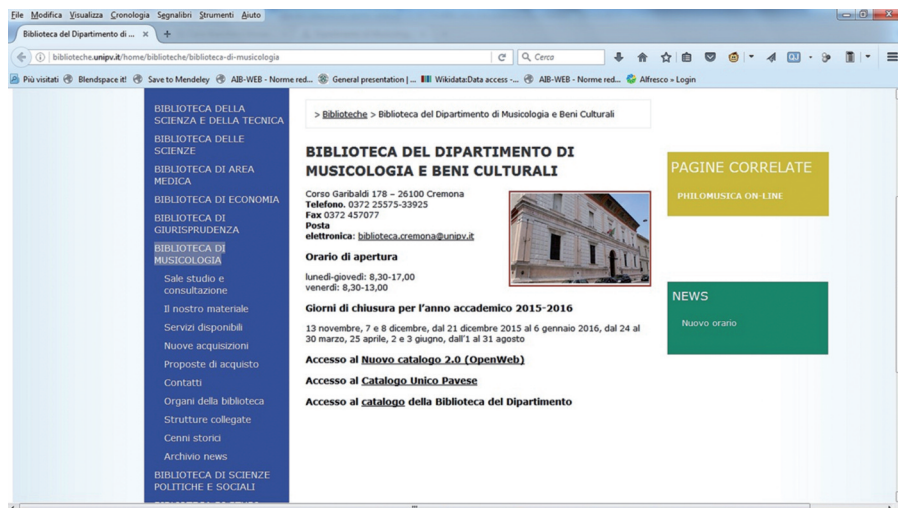 File Modifica Visualizza Cronologia Segnalibri Strumenti Aiuto
Biblioteca del Dipartimento di ... × +
biblioteche.unipv.it/home/biblioteche/biblioteca-di-musicologia
Cerca
Più visitati Blendspace it! Save to Mendeley AIB-WEB - Norme red... General presentation | ... Wikidata:Data access -... AIB-WEB - Norme red... Alfresco » Login
BIBLIOTECA DELLA
SCIENZA E DELLA TECNICA
BIBLIOTECA DELLE
SCIENZE
BIBLIOTECA DI AREA
MEDICA
BIBLIOTECA DI ECONOMIA
BIBLIOTECA DI
GIURISPRUDENZA
BIBLIOTECA DI
MUSICOLOGIA
Sale studio e
consultazione
Il nostro materiale
Servizi disponibili
Nuove acquisizioni
Proposte di acquisto
Contatti
Organi della biblioteca
Strutture collegate
Cenni storici
Archivio news
BIBLIOTECA DI SCIENZE
POLITICHE E SOCIALI
> Biblioteche > Biblioteca del Dipartimento di Musicologia e Beni Culturali
BIBLIOTECA DEL DIPARTIMENTO DI
MUSICOLOGIA E BENI CULTURALI
Corso Garibaldi 178 – 26100 Cremona
Telefono. 0372 25575-33925
Fax 0372 457077
Posta
elettronica: biblioteca.cremona@unipv.it
Orario di apertura
lunedì-giovedì: 8,30-17,00
venerdì: 8,30-13,00
Giorni di chiusura per l'anno accademico 2015-2016
13 novembre, 7 e 8 dicembre, dal 21 dicembre 2015 al 6 gennaio 2016, dal 24 al
30 marzo, 25 aprile, 2 e 3 giugno, dall'1 al 31 agosto
Accesso al Nuovo catalogo 2.0 (OpenWeb)
Accesso al Catalogo Unico Pavese
Accesso al catalogo della Biblioteca del Dipartimento
PAGINE CORRELATE
PHILOMUSICA ON-LINE
NEWS
Nuovo orario